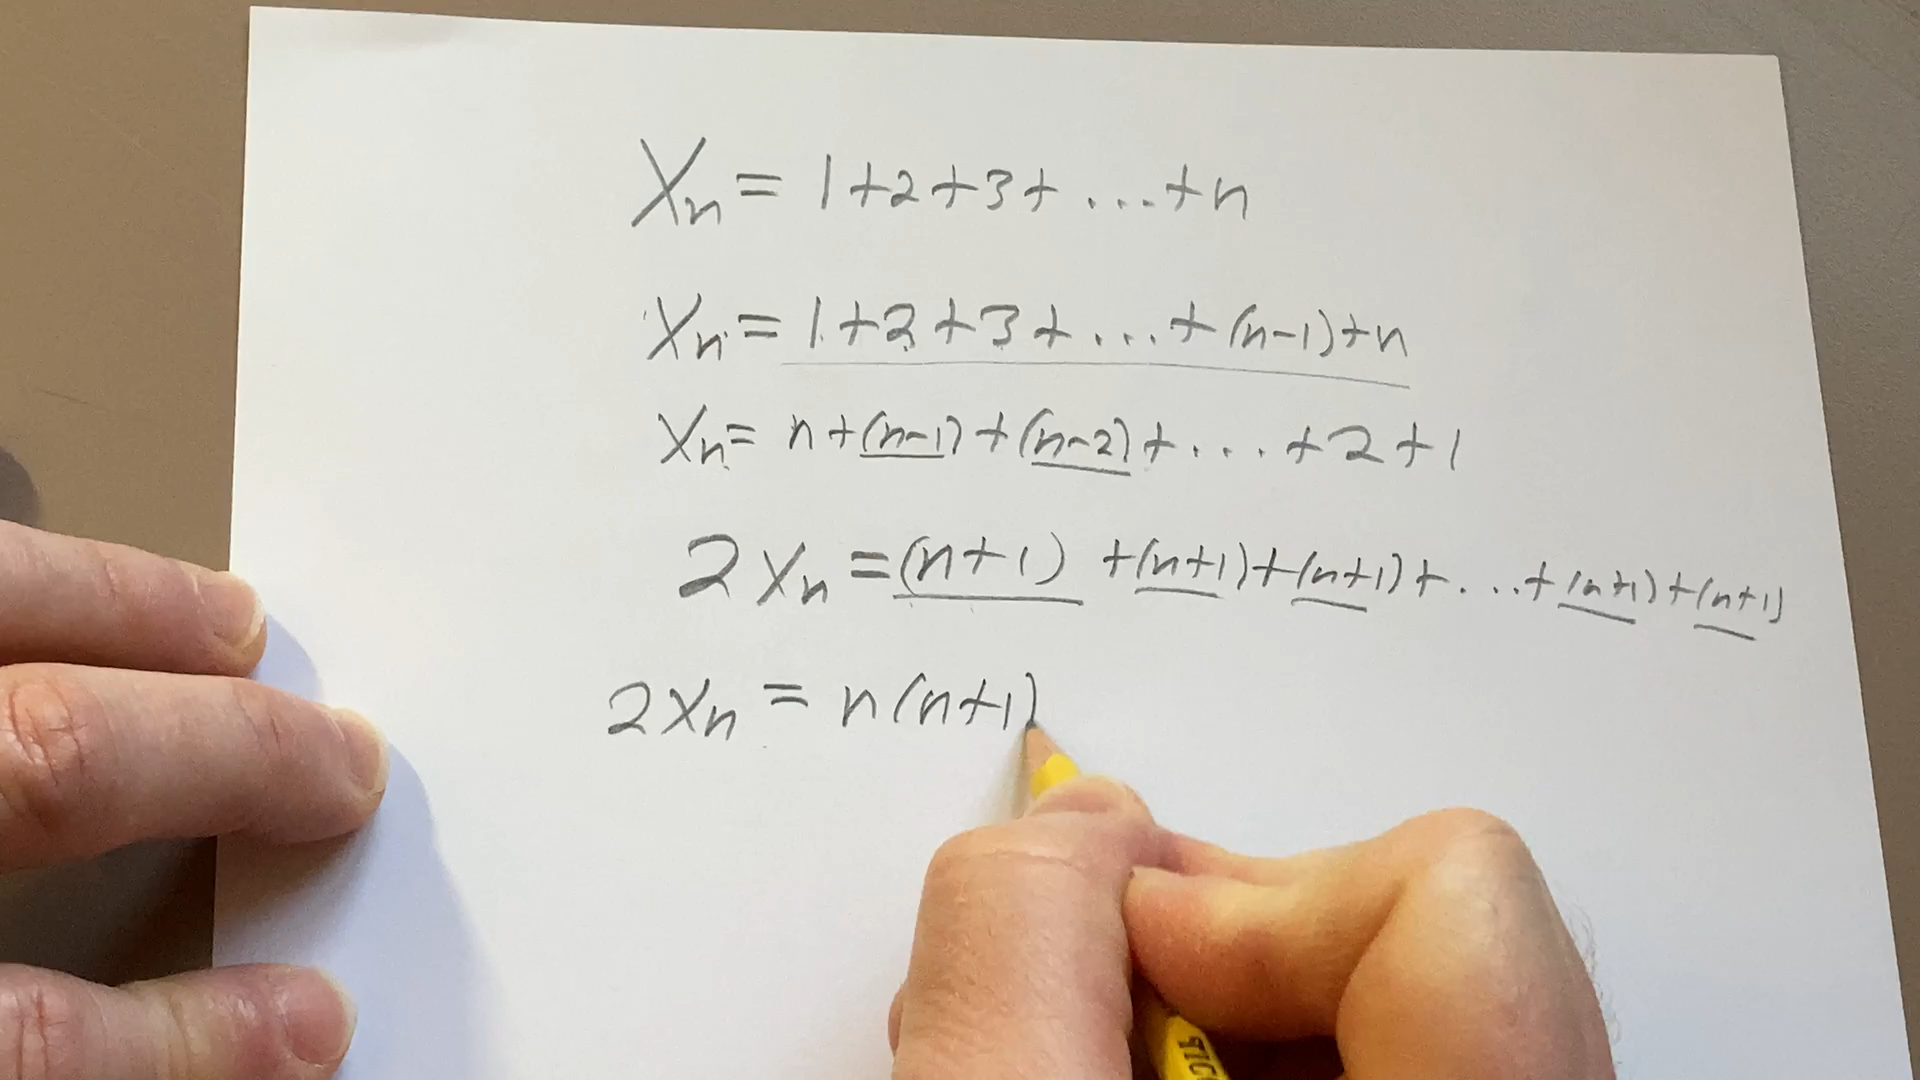 Xn = 1+2+3+ ...+n
Xn = 1+2+3+ ...+(n-1)+n
Xn = n+(n-1)+(n-2)+ ... +2+1
2Xn =(n+1) +(n+1)+(n+1)+ ...+(n+1)+(n+1)
2Xn = n(n+1)